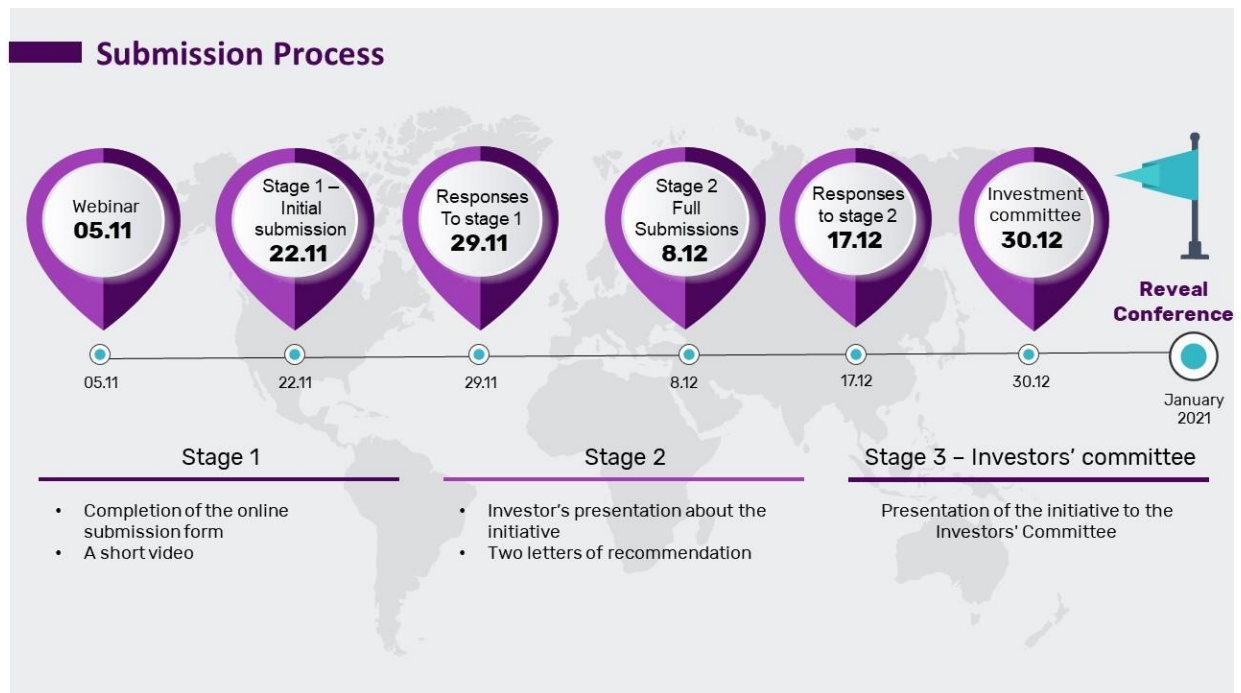 Submission Process
Webinar
05.11
Stage 1 –
Initial
submission
22.11
Responses
To stage 1
29.11
Stage 2
Full
Submissions
8.12
Responses
to stage 2
17.12
Investment
committee
30.12
Reveal
Conference
05.11
22.11
29.11
8.12
17.12
30.12
January
2021
Stage 1
• Completion of the online
submission form
• A short video
Stage 2
• Investor’s presentation about the
initiative
• Two letters of recommendation
Stage 3 – Investors’ committee
Presentation of the initiative to the
Investors' Committee